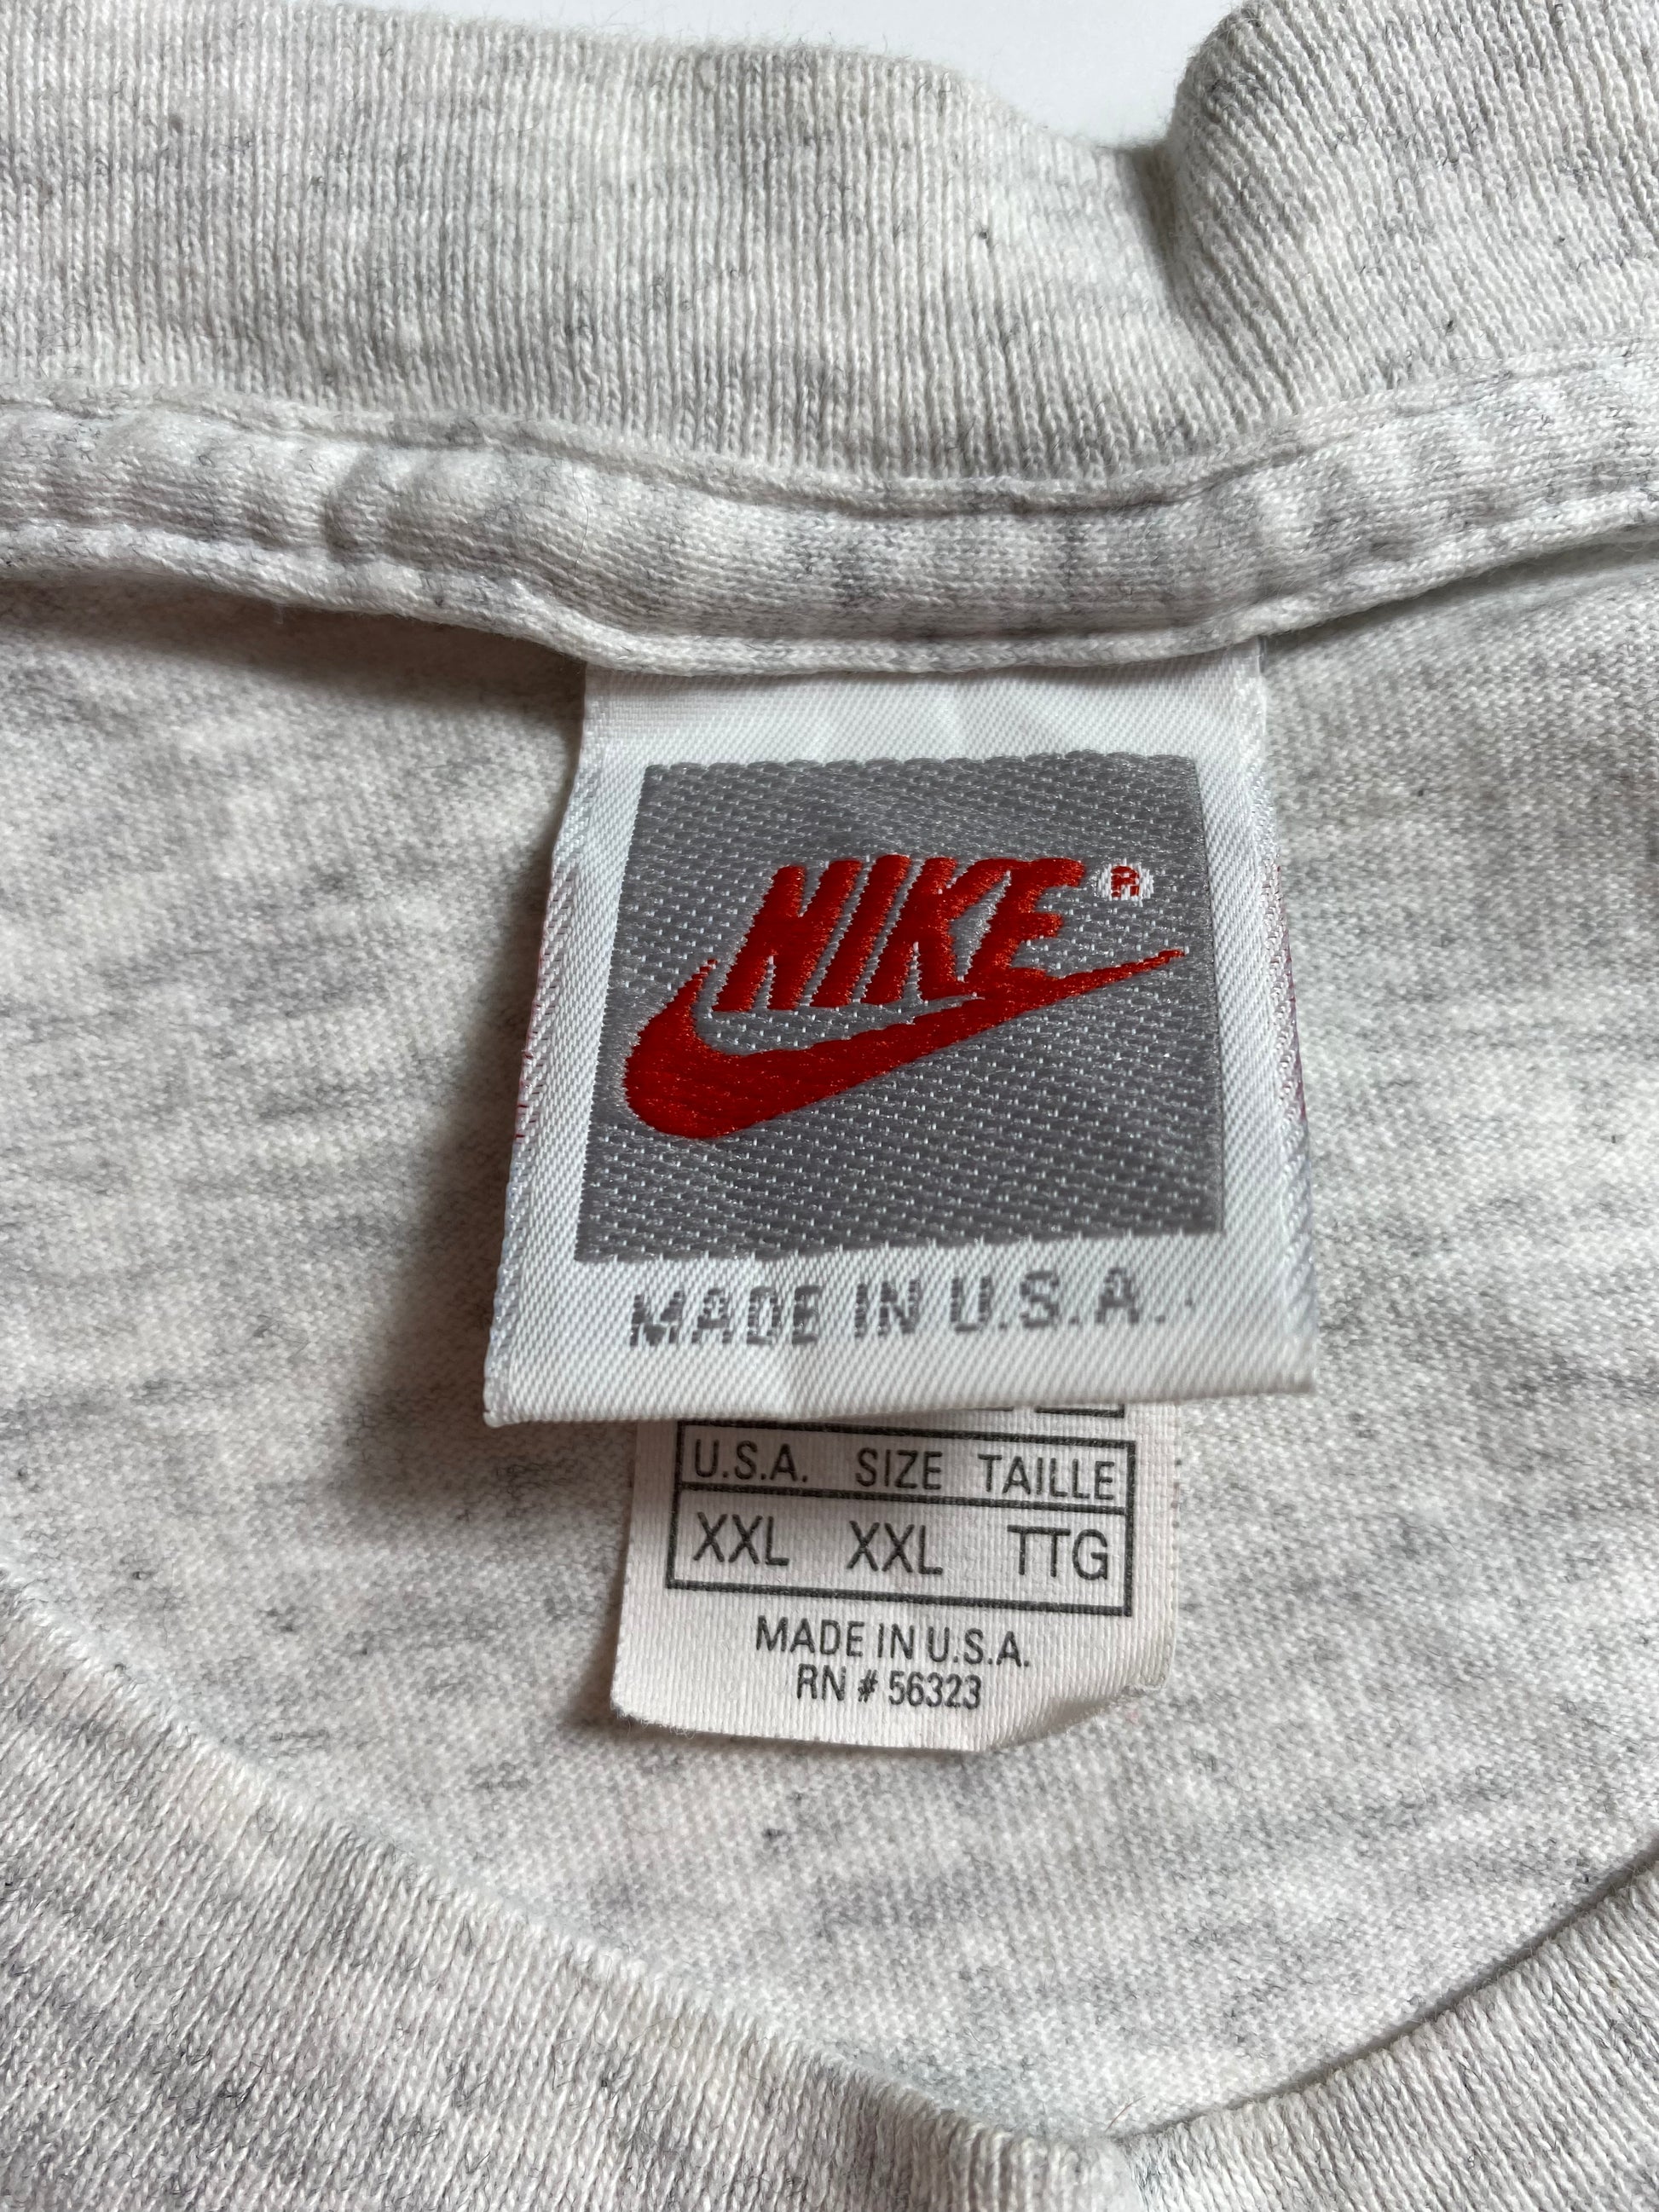 NIKE®
MADE IN U.S.A.
U.S.A. SIZE TAILLE
XXL XXL TTG
MADE IN U.S.A.
RN # 56323